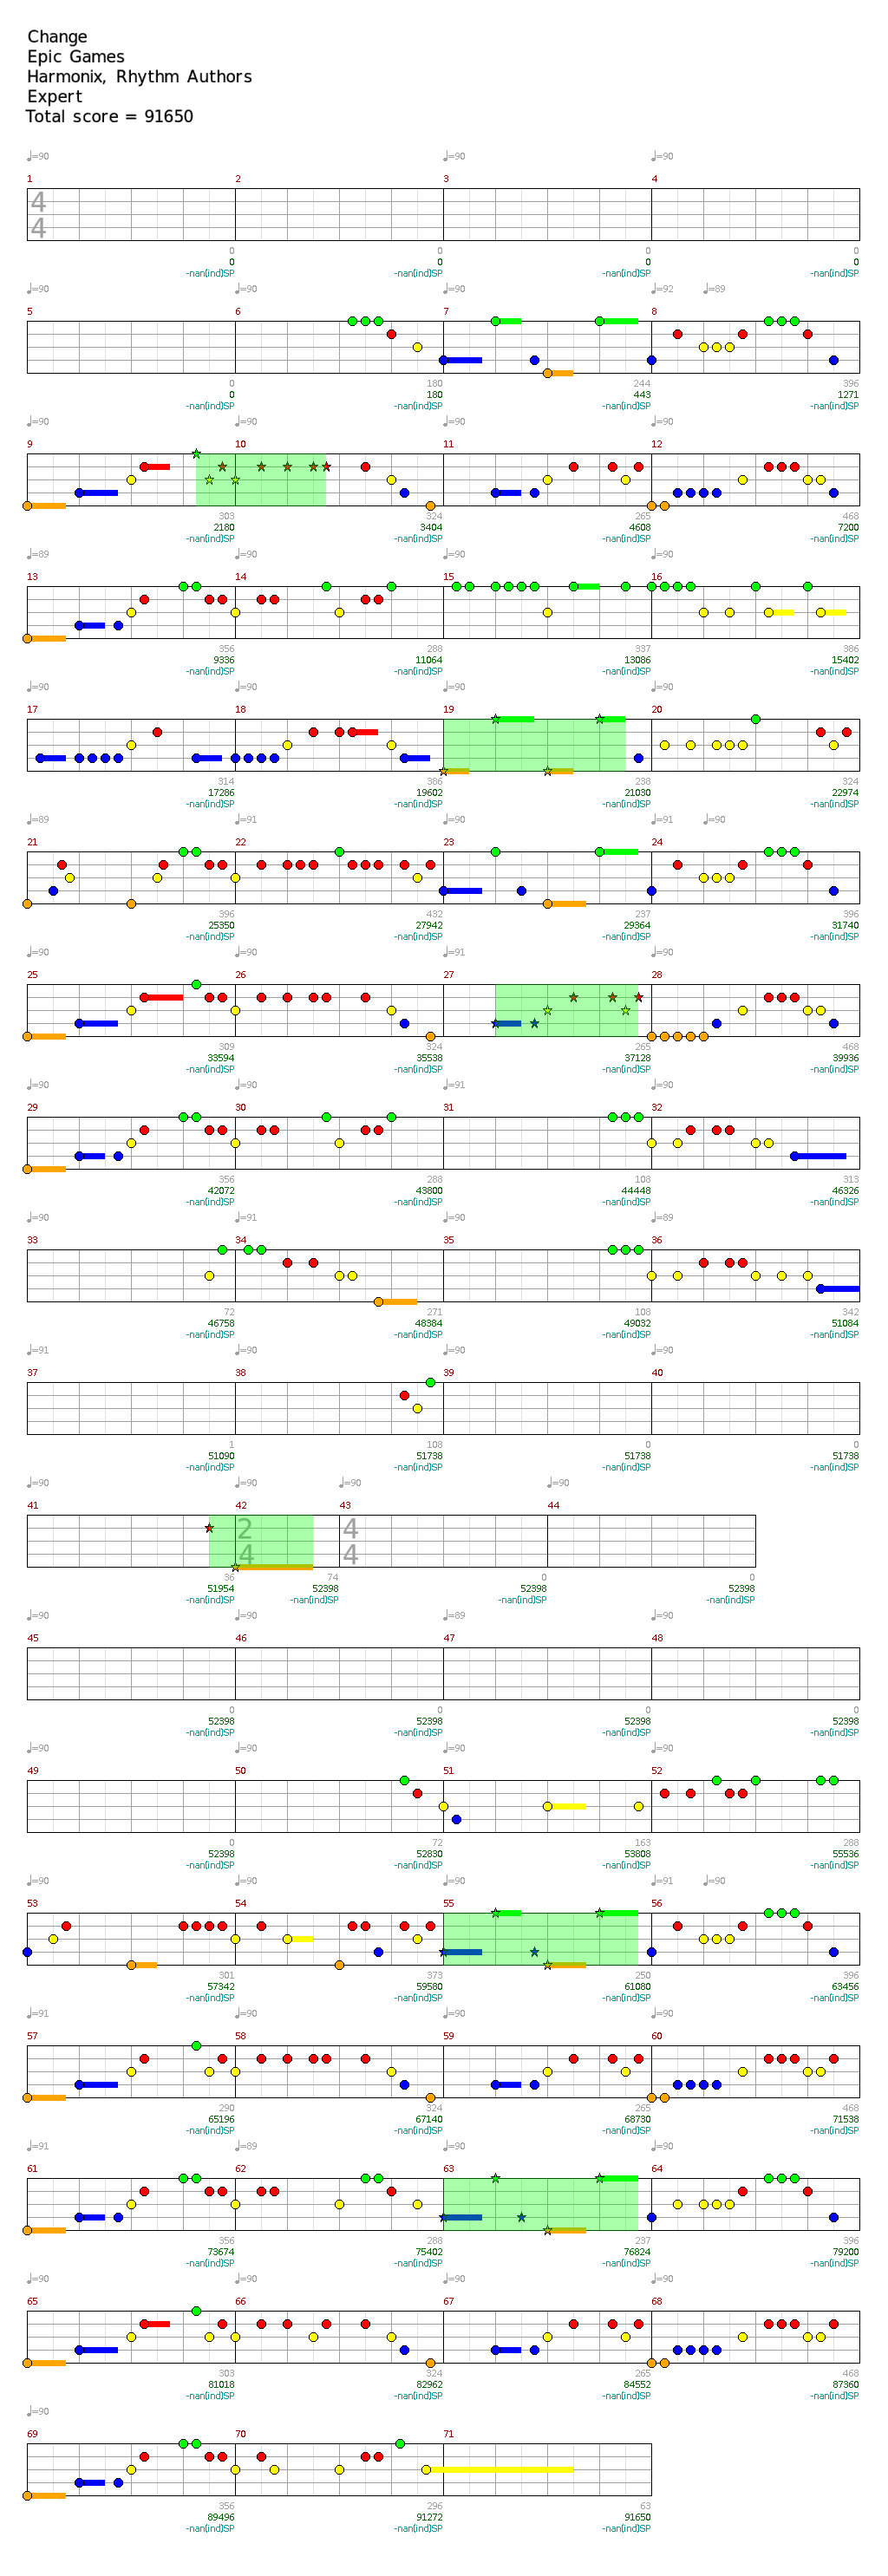 Change
Epic Games
Harmonix, Rhythm Authors
Expert
Total score = 91650
♩=90 ♩=90 ♩=90
1 2 3 4
4
4
0 0 0 0
0 0 0 0
-nan(ind)SP -nan(ind)SP -nan(ind)SP -nan(ind)SP
♩=90 ♩=90 ♩=90 ♩=92 ♩=89
5 6 7 8
0 180 244 396
0 180 443 1271
-nan(ind)SP -nan(ind)SP -nan(ind)SP -nan(ind)SP
♩=90 ♩=90
9 10 11 12
303 324 265 468
2180 3404 4608 7200
-nan(ind)SP -nan(ind)SP -nan(ind)SP -nan(ind)SP
♩=89 ♩=90 ♩=90 ♩=90
13 14 15 16
356 288 337 386
9336 11064 13086 15402
-nan(ind)SP -nan(ind)SP -nan(ind)SP -nan(ind)SP
♩=90 ♩=90 ♩=90
17 18 19 20
314 386 238 324
17286 19602 21030 22974
-nan(ind)SP -nan(ind)SP -nan(ind)SP -nan(ind)SP
♩=89 ♩=91 ♩=90 ♩=91 ♩=90
21 22 23 24
396 432 237 396
25350 27942 29364 31740
-nan(ind)SP -nan(ind)SP -nan(ind)SP -nan(ind)SP
♩=90 ♩=90 ♩=91 ♩=90
25 26 27 28
309 324 265 468
33594 35538 37128 39936
-nan(ind)SP -nan(ind)SP -nan(ind)SP -nan(ind)SP
♩=90 ♩=90 ♩=91 ♩=90
29 30 31 32
356 288 108 313
42072 43800 44448 46326
-nan(ind)SP -nan(ind)SP -nan(ind)SP -nan(ind)SP
♩=90 ♩=91 ♩=90 ♩=89
33 34 35 36
72 271 108 342
46758 48384 49032 51084
-nan(ind)SP -nan(ind)SP -nan(ind)SP -nan(ind)SP
♩=91 ♩=90 ♩=90 ♩=90
37 38 39 40
1 108 0 0
51090 51738 51738 51738
-nan(ind)SP -nan(ind)SP -nan(ind)SP -nan(ind)SP
♩=90 ♩=90 ♩=90 ♩=90
41 42 43 44
2 4
4 4
36 74 0 0
51954 52398 52398 52398
-nan(ind)SP -nan(ind)SP -nan(ind)SP -nan(ind)SP
♩=90 ♩=90 ♩=89 ♩=90
45 46 47 48
0 0 0 0
52398 52398 52398 52398
-nan(ind)SP -nan(ind)SP -nan(ind)SP -nan(ind)SP
♩=90 ♩=90 ♩=90 ♩=90
49 50 51 52
0 72 163 288
52398 52830 53808 55536
-nan(ind)SP -nan(ind)SP -nan(ind)SP -nan(ind)SP
♩=90 ♩=90 ♩=90 ♩=91 ♩=90
53 54 55 56
301 373 250 396
57342 59580 61080 63456
-nan(ind)SP -nan(ind)SP -nan(ind)SP -nan(ind)SP
♩=91 ♩=90 ♩=90 ♩=90
57 58 59 60
290 324 265 468
65196 67140 68730 71538
-nan(ind)SP -nan(ind)SP -nan(ind)SP -nan(ind)SP
♩=91 ♩=89 ♩=90 ♩=90
61 62 63 64
356 288 237 396
73674 75402 76824 79200
-nan(ind)SP -nan(ind)SP -nan(ind)SP -nan(ind)SP
♩=90 ♩=90 ♩=90 ♩=90
65 66 67 68
303 324 265 468
81018 82962 84552 87360
-nan(ind)SP -nan(ind)SP -nan(ind)SP -nan(ind)SP
♩=90
69 70 71
356 296 63
89496 91272 91650
-nan(ind)SP -nan(ind)SP -nan(ind)SP